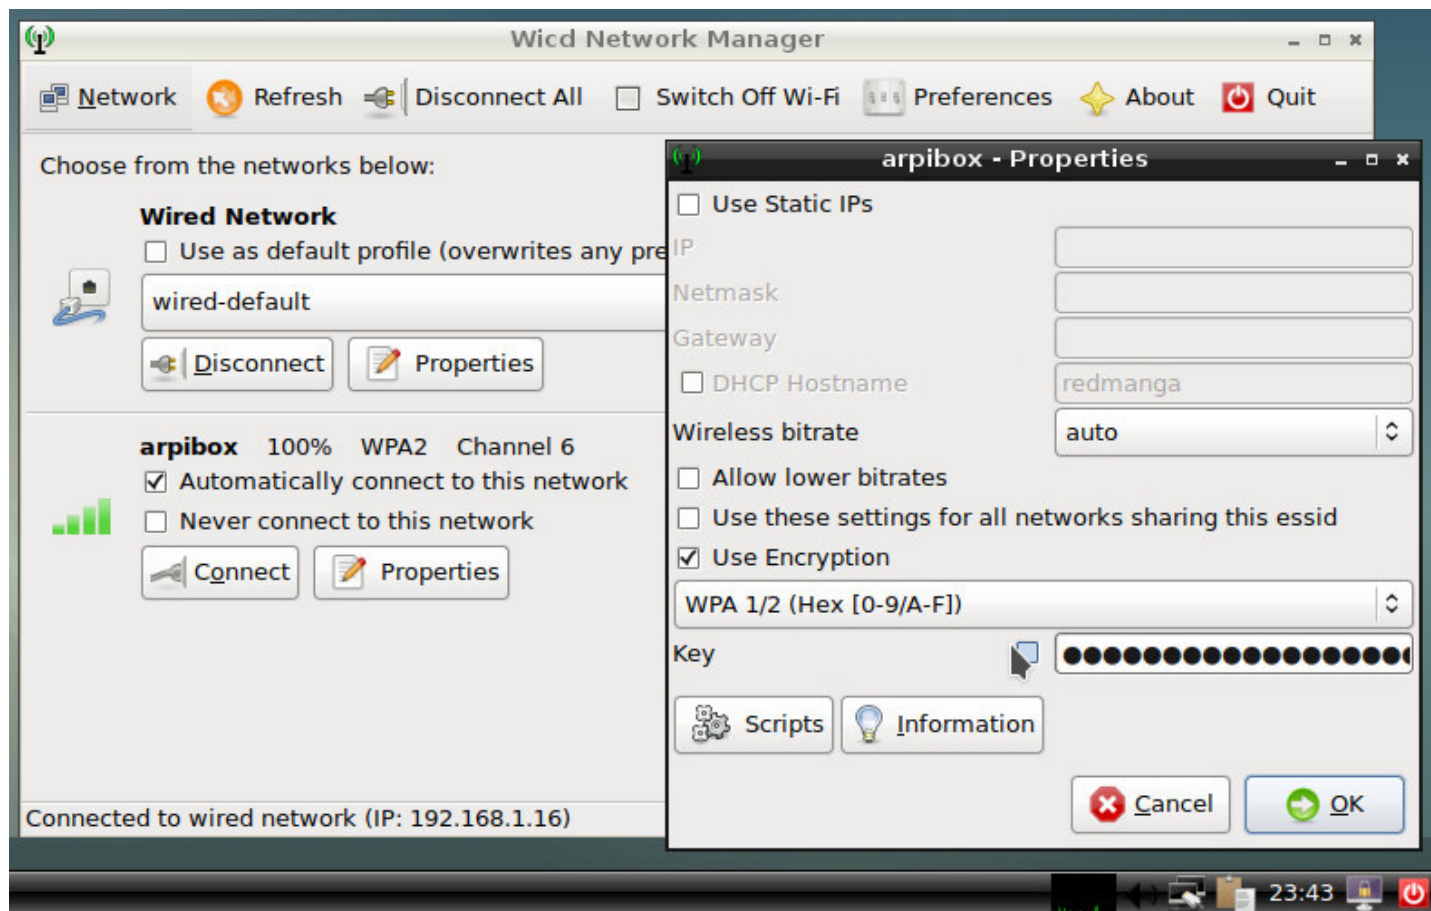 Wicd Network Manager
Network Refresh Disconnect All Switch Off Wi-Fi Preferences About Quit
Choose from the networks below:
Wired Network
Use as default profile (overwrites any pre
wired-default
Disconnect Properties
arpibox 100% WPA2 Channel 6
Automatically connect to this network
Never connect to this network
Connect Properties
Connected to wired network (IP: 192.168.1.16)
arpibox - Properties
Use Static IPs
IP
Netmask
Gateway
DHCP Hostname redmanga
Wireless bitrate auto
Allow lower bitrates
Use these settings for all networks sharing this essid
Use Encryption
WPA 1/2 (Hex [0-9/A-F])
Key
Scripts Information
Cancel OK
23:43